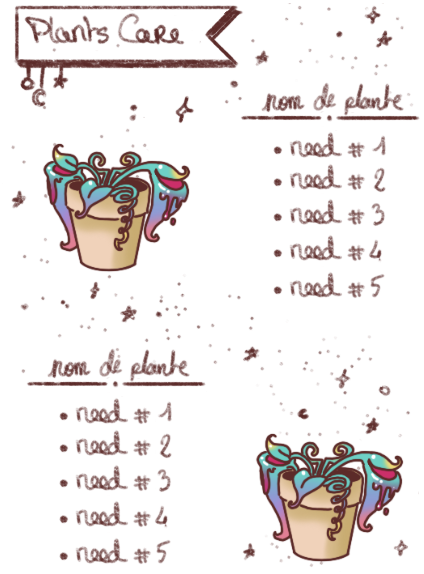 Plants Care
nom de plante
• need # 1
• need # 2
• need # 3
• need # 4
• need # 5
nom de plante
• need # 1
• need # 2
• need # 3
• need # 4
• need # 5